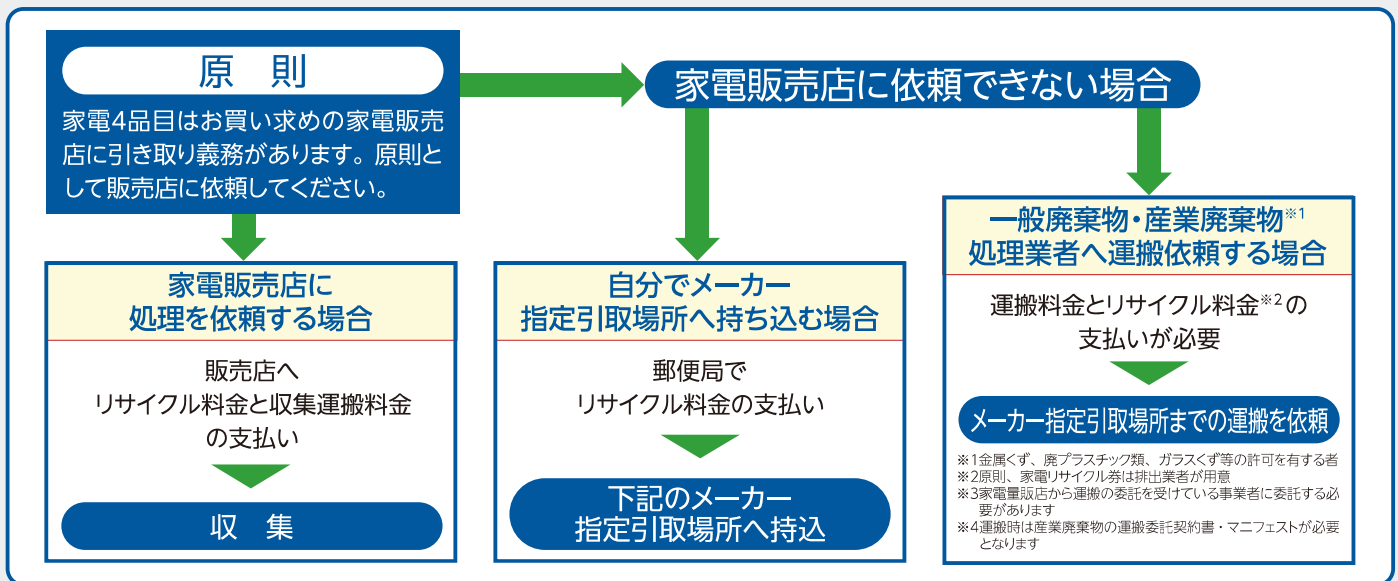 原　則
家電4品目はお買い求めの家電販売
店に引き取り義務があります。原則と
して販売店に依頼してください。
家電販売店に依頼できない場合
家電販売店に
処理を依頼する場合
販売店へ
リサイクル料金と収集運搬料金
の支払い
収　集
自分でメーカー
指定引取場所へ持ち込む場合
郵便局で
リサイクル料金の支払い
下記のメーカー
指定引取場所へ持込
一般廃棄物・産業廃棄物※1
処理業者へ運搬依頼する場合
運搬料金とリサイクル料金※2の
支払いが必要
メーカー指定引取場所までの運搬を依頼
※1金属くず、廃プラスチック類、ガラスくず等の許可を有する者
※2原則、家電リサイクル券は排出業者が用意
※3家電量販店から運搬の委託を受けている事業者に委託する必
要があります
※4運搬時は産業廃棄物の運搬委託契約書・マニフェストが必要
となります